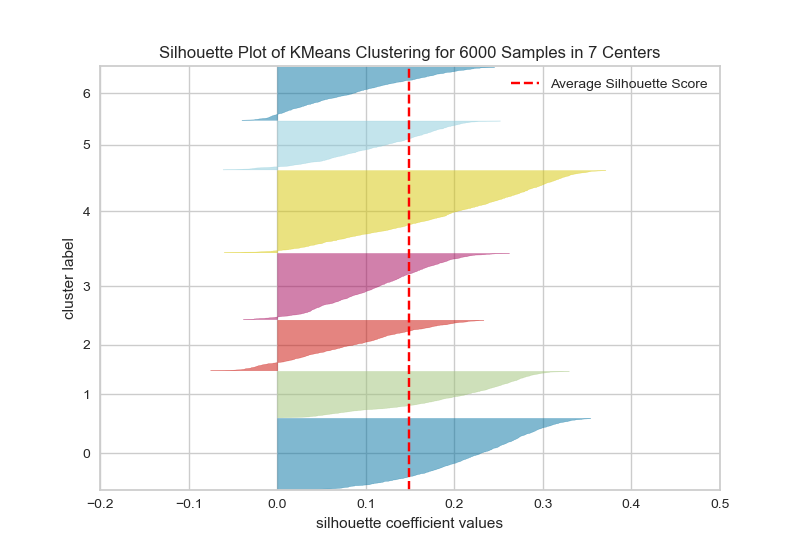 Silhouette Plot of KMeans Clustering for 6000 Samples in 7 Centers
Average Silhouette Score
6
5
4
3
2
1
0
cluster label
−0.2 −0.1 0.0 0.1 0.2 0.3 0.4 0.5
silhouette coefficient values